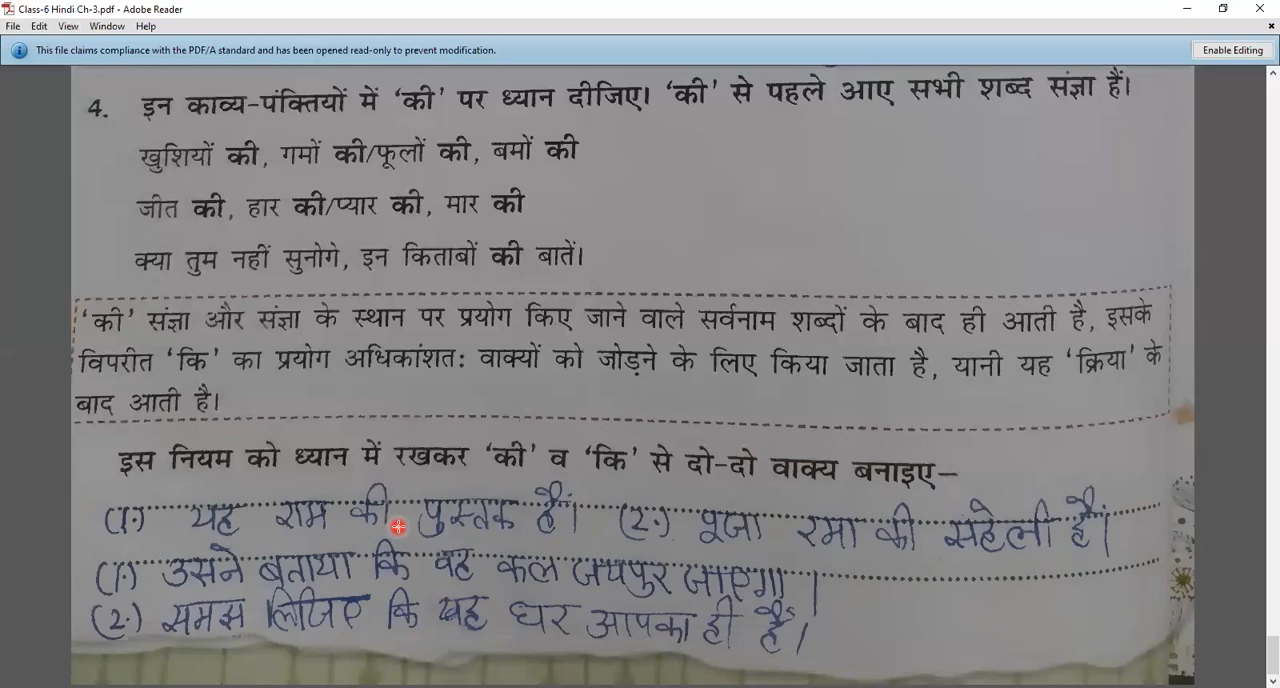 Class-6 Hindi Ch-3.pdf - Adobe Reader
File Edit View Window Help
This file claims compliance with the PDF/A standard and has been opened read-only to prevent modification.
Enable Editing
4. इन काव्य-पंक्तियों में ‘की’ पर ध्यान दीजिए। ‘की’ से पहले आए सभी शब्द संज्ञा हैं।
खुशियों की, गमों की/फूलों की, बमों की
जीत की, हार की/प्यार की, मार की
क्या तुम नहीं सुनोगे, इन किताबों की बातें।
‘की’ संज्ञा और संज्ञा के स्थान पर प्रयोग किए जाने वाले सर्वनाम शब्दों के बाद ही आती है, इसके
विपरीत ‘कि’ का प्रयोग अधिकांशतः वाक्यों को जोड़ने के लिए किया जाता है, यानी यह ‘क्रिया’ के
बाद आती है।
इस नियम को ध्यान में रखकर ‘की’ व ‘कि’ से दो-दो वाक्य बनाइए–
(1.) यह राम की पुस्तक हैं। (2.) पूजा रमा की सहेली हैं।
(1.) उसने बताया कि वह कल जयपुर जाएगा।
(2.) समझ लिजिए कि यह घर आपका ही हैं।